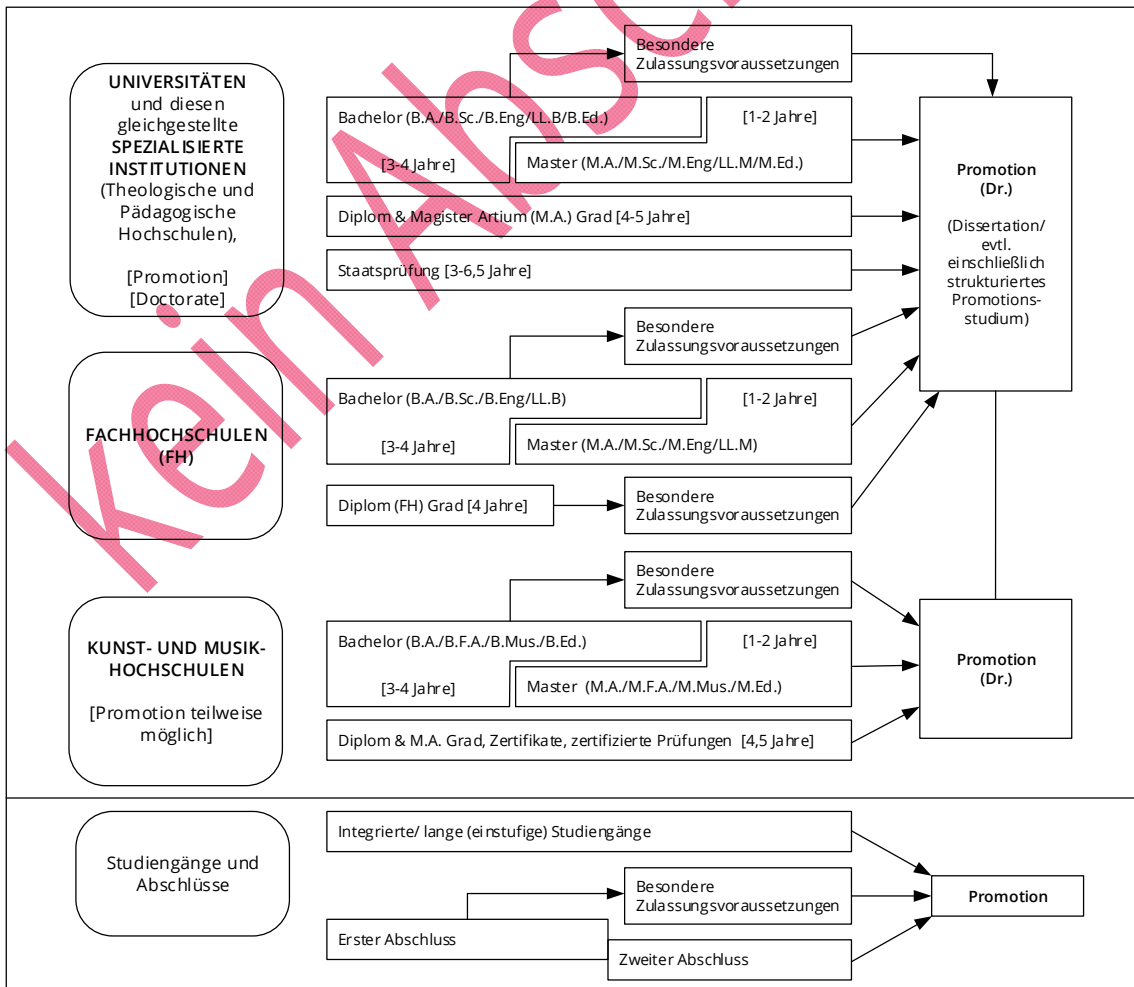 kein Absc
UNIVERSITÄTEN
und diesen
gleichgestellte
SPEZIALISIERTE
INSTITUTIONEN
(Theologische und
Pädagogische
Hochschulen),
[Promotion]
[Doctorate]
Besondere
Zulassungsvoraussetzungen
Bachelor (B.A./B.Sc./B.Eng/LL.B/B.Ed.)
[1-2 Jahre]
[3-4 Jahre]
Master (M.A./M.Sc./M.Eng/LL.M/M.Ed.)
Diplom & Magister Artium (M.A.) Grad [4-5 Jahre]
Staatsprüfung [3-6,5 Jahre]
Promotion
(Dr.)
(Dissertation/
evtl.
einschließlich
strukturiertes
Promotions-
studium)
FACHHOCHSCHULEN
(FH)
Besondere
Zulassungsvoraussetzungen
Bachelor (B.A./B.Sc./B.Eng/LL.B)
[1-2 Jahre]
[3-4 Jahre]
Master (M.A./M.Sc./M.Eng/LL.M)
Diplom (FH) Grad [4 Jahre]
Besondere
Zulassungsvoraussetzungen
KUNST- UND MUSIK-
HOCHSCHULEN
[Promotion teilweise
möglich]
Besondere
Zulassungsvoraussetzungen
Bachelor (B.A./B.F.A./B.Mus./B.Ed.)
[1-2 Jahre]
[3-4 Jahre]
Master (M.A./M.F.A./M.Mus./M.Ed.)
Diplom & M.A. Grad, Zertifikate, zertifizierte Prüfungen [4,5 Jahre]
Promotion
(Dr.)
Studiengänge und
Abschlüsse
Integrierte/ lange (einstufige) Studiengänge
Besondere
Zulassungsvoraussetzungen
Erster Abschluss
Zweiter Abschluss
Promotion